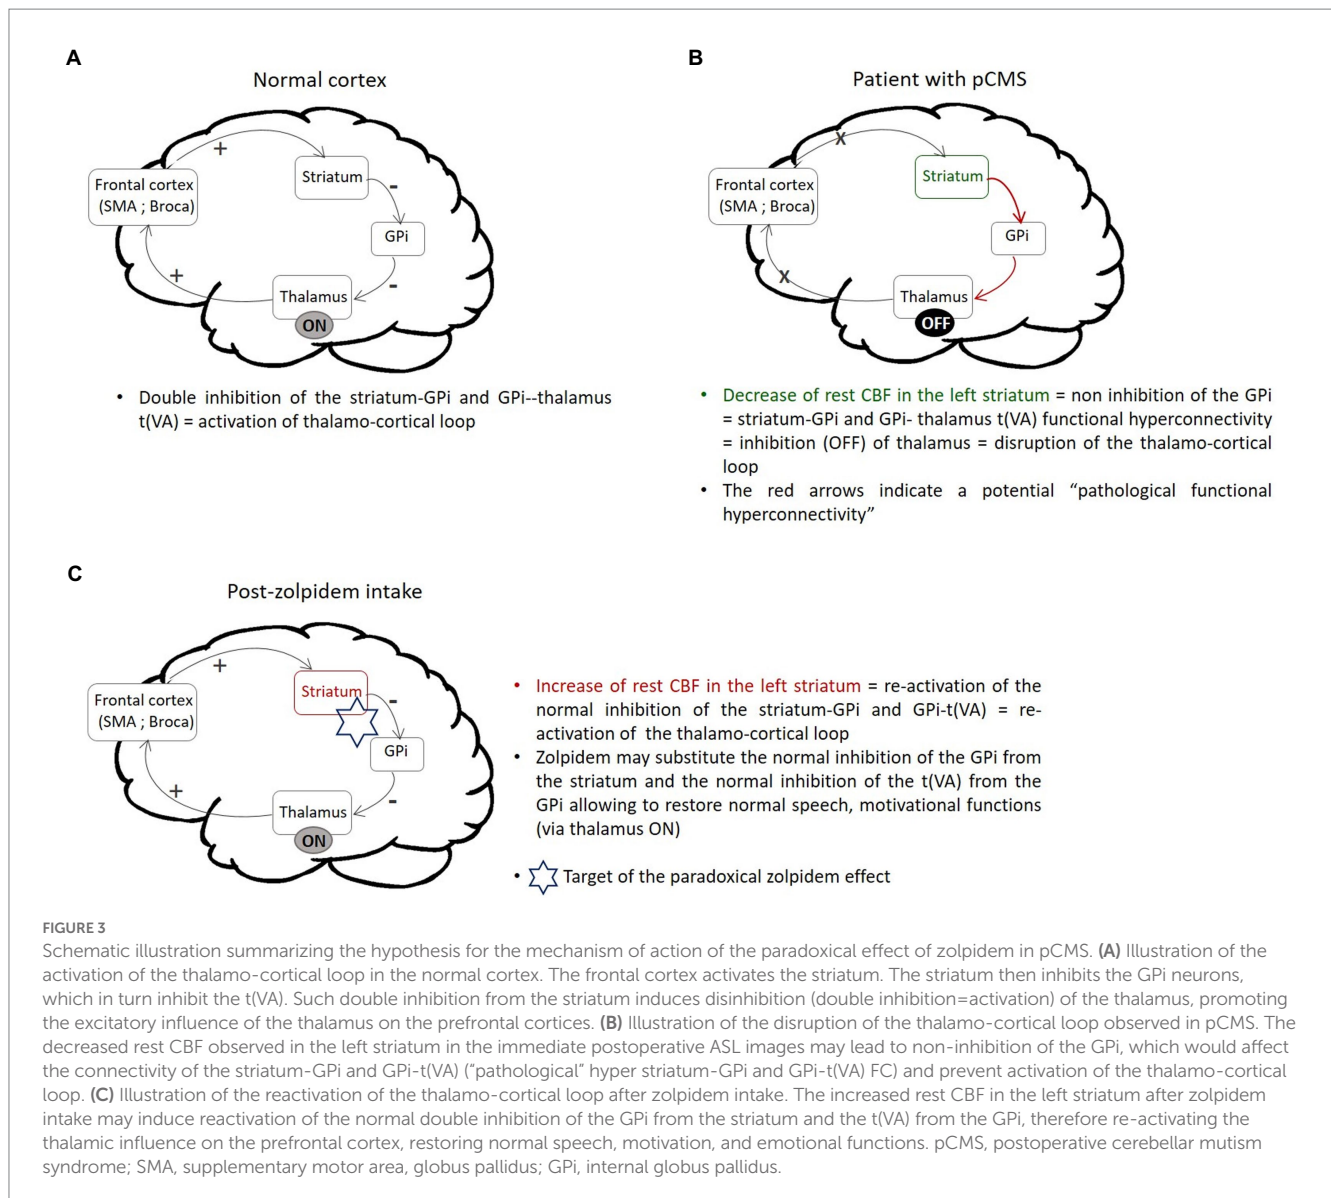 A
Normal cortex
+
Striatum
-
Frontal cortex
(SMA ; Broca)
GPi
+
-
Thalamus
ON
• Double inhibition of the striatum-GPi and GPi--thalamus
t(VA) = activation of thalamo-cortical loop
B
Patient with pCMS
X
Striatum
Frontal cortex
(SMA ; Broca)
GPi
X
Thalamus
OFF
• Decrease of rest CBF in the left striatum = non inhibition of the GPi
= striatum-GPi and GPi- thalamus t(VA) functional hyperconnectivity
= inhibition (OFF) of thalamus = disruption of the thalamo-cortical
loop
• The red arrows indicate a potential “pathological functional
hyperconnectivity”
C
Post-zolpidem intake
+
Striatum
-
Frontal cortex
(SMA ; Broca)
GPi
+
-
Thalamus
ON
• Increase of rest CBF in the left striatum = re-activation of the
normal inhibition of the striatum-GPi and GPi-t(VA) = re-
activation of the thalamo-cortical loop
• Zolpidem may substitute the normal inhibition of the GPi from
the striatum and the normal inhibition of the t(VA) from the
GPi allowing to restore normal speech, motivational functions
(via thalamus ON)
• Target of the paradoxical zolpidem effect
FIGURE 3
Schematic illustration summarizing the hypothesis for the mechanism of action of the paradoxical effect of zolpidem in pCMS. (A) Illustration of the
activation of the thalamo-cortical loop in the normal cortex. The frontal cortex activates the striatum. The striatum then inhibits the GPi neurons,
which in turn inhibit the t(VA). Such double inhibition from the striatum induces disinhibition (double inhibition=activation) of the thalamus, promoting
the excitatory influence of the thalamus on the prefrontal cortices. (B) Illustration of the disruption of the thalamo-cortical loop observed in pCMS. The
decreased rest CBF observed in the left striatum in the immediate postoperative ASL images may lead to non-inhibition of the GPi, which would affect
the connectivity of the striatum-GPi and GPi-t(VA) (“pathological” hyper striatum-GPi and GPi-t(VA) FC) and prevent activation of the thalamo-cortical
loop. (C) Illustration of the reactivation of the thalamo-cortical loop after zolpidem intake. The increased rest CBF in the left striatum after zolpidem
intake may induce reactivation of the normal double inhibition of the GPi from the striatum and the t(VA) from the GPi, therefore re-activating the
thalamic influence on the prefrontal cortex, restoring normal speech, motivation, and emotional functions. pCMS, postoperative cerebellar mutism
syndrome; SMA, supplementary motor area, globus pallidus; GPi, internal globus pallidus.